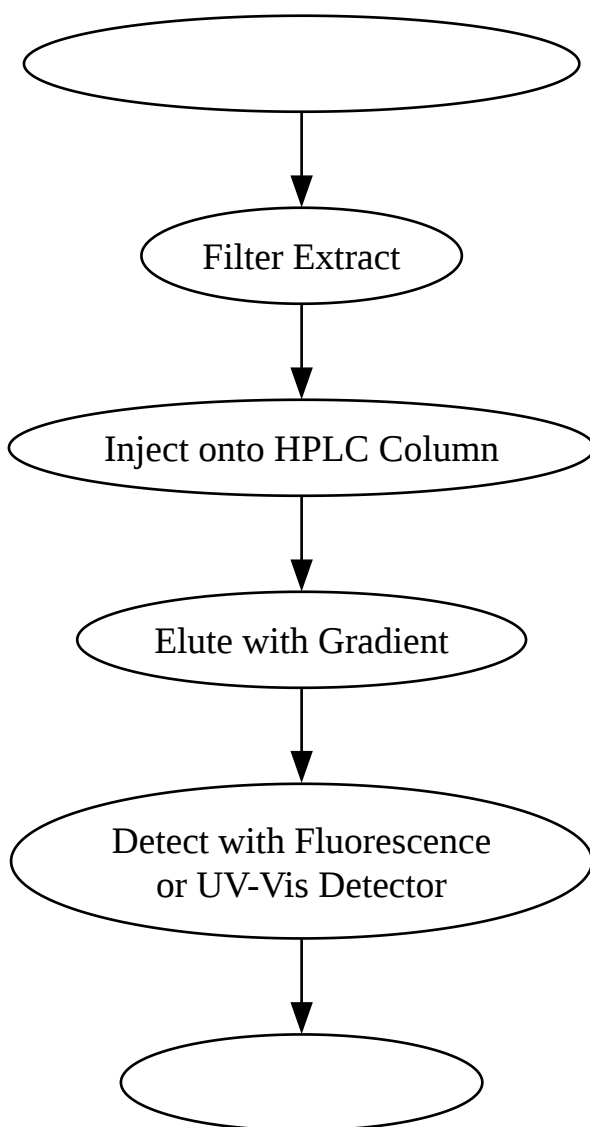 Filter Extract
Inject onto HPLC Column
Elute with Gradient
Detect with Fluorescence
or UV-Vis Detector